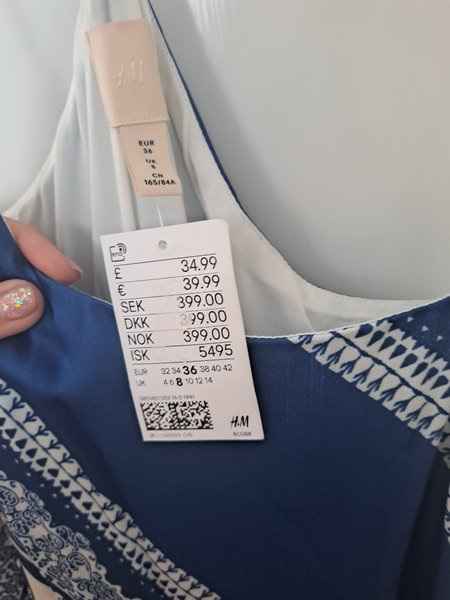 H&M
EUR
36
UK
8
CN
165/84A
RFID
£ 34.99
€ 39.99
SEK 399.00
DKK 399.00
NOK 399.00
ISK 5495
EUR 32 34 36 38 40 42
UK 4 6 8 10 12 14
H&M